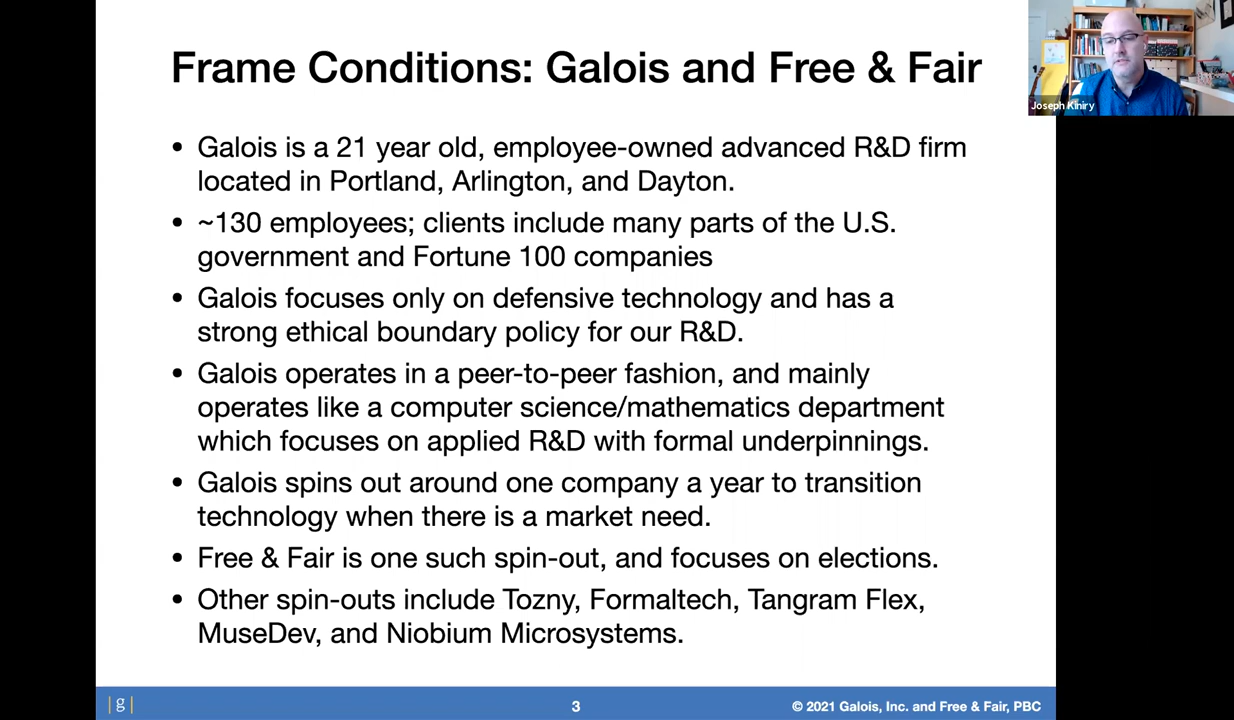 Frame Conditions: Galois and Free & Fair
Joseph Kiniry
• Galois is a 21 year old, employee-owned advanced R&D firm
located in Portland, Arlington, and Dayton.
• ~130 employees; clients include many parts of the U.S.
government and Fortune 100 companies
• Galois focuses only on defensive technology and has a
strong ethical boundary policy for our R&D.
• Galois operates in a peer-to-peer fashion, and mainly
operates like a computer science/mathematics department
which focuses on applied R&D with formal underpinnings.
• Galois spins out around one company a year to transition
technology when there is a market need.
• Free & Fair is one such spin-out, and focuses on elections.
• Other spin-outs include Tozny, Formaltech, Tangram Flex,
MuseDev, and Niobium Microsystems.
|g|
3
© 2021 Galois, Inc. and Free & Fair, PBC